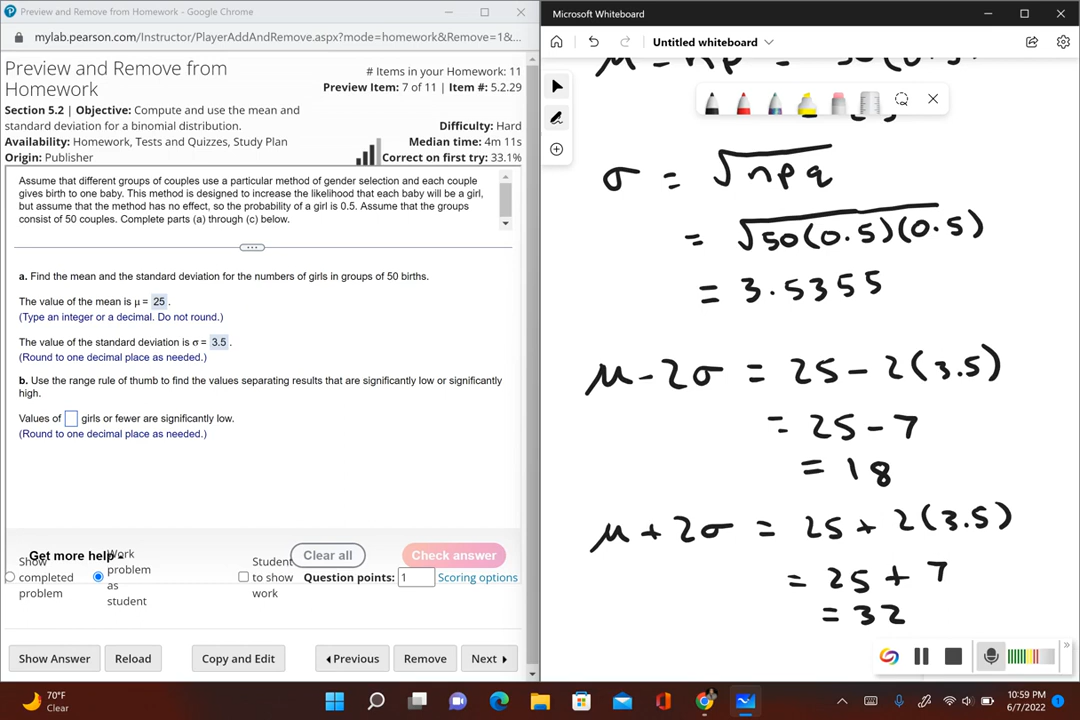 Preview and Remove from Homework - Google Chrome
mylab.pearson.com/Instructor/PlayerAddAndRemove.aspx?mode=homework&Remove=1&...
Preview and Remove from
Homework
# Items in your Homework: 11
Preview Item: 7 of 11 | Item #: 5.2.29
Section 5.2 | Objective: Compute and use the mean and
standard deviation for a binomial distribution.
Availability: Homework, Tests and Quizzes, Study Plan
Origin: Publisher
Difficulty: Hard
Median time: 4m 11s
Correct on first try: 33.1%
Assume that different groups of couples use a particular method of gender selection and each couple
gives birth to one baby. This method is designed to increase the likelihood that each baby will be a girl,
but assume that the method has no effect, so the probability of a girl is 0.5. Assume that the groups
consist of 50 couples. Complete parts (a) through (c) below.
a. Find the mean and the standard deviation for the numbers of girls in groups of 50 births.
The value of the mean is μ = 25.
(Type an integer or a decimal. Do not round.)
The value of the standard deviation is σ = 3.5.
(Round to one decimal place as needed.)
b. Use the range rule of thumb to find the values separating results that are significantly low or significantly
high.
Values of girls or fewer are significantly low.
(Round to one decimal place as needed.)
Get more help -
Clear all
Check answer
Show
completed
problem
Work
problem
as
student
Student
to show
work
Question points: 1
Scoring options
Show Answer
Reload
Copy and Edit
Previous
Remove
Next
70°F
Clear
Microsoft Whiteboard
Untitled whiteboard
σ = √npq
= √50(0.5)(0.5)
= 3.5355
μ - 2σ = 25 - 2(3.5)
= 25 - 7
= 18
μ + 2σ = 25 + 2(3.5)
= 25 + 7
= 32
10:59 PM
6/7/2022